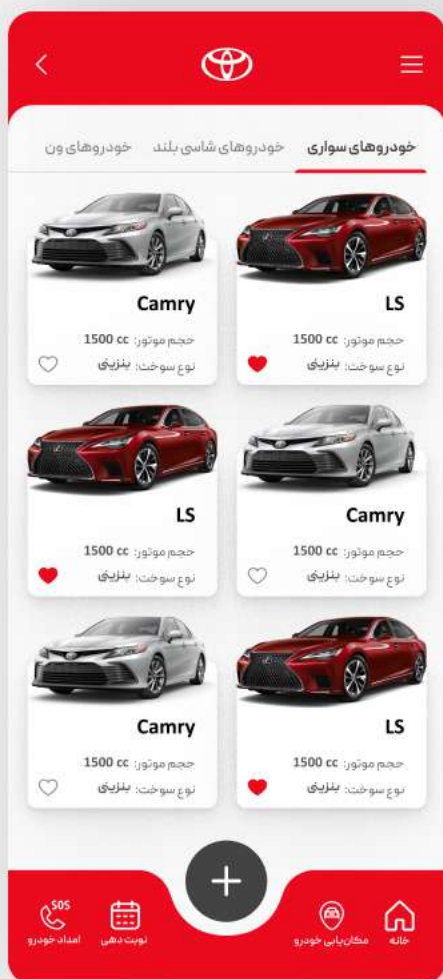 خودروهای سواری
خودروهای شاسی بلند
خودروهای ون
LS
حجم موتور: 1500 cc
نوع سوخت: بنزینی
Camry
حجم موتور: 1500 cc
نوع سوخت: بنزینی
Camry
حجم موتور: 1500 cc
نوع سوخت: بنزینی
LS
حجم موتور: 1500 cc
نوع سوخت: بنزینی
LS
حجم موتور: 1500 cc
نوع سوخت: بنزینی
Camry
حجم موتور: 1500 cc
نوع سوخت: بنزینی
خانه
مکان‌یابی خودرو
نوبت دهی
SOS
امداد خودرو